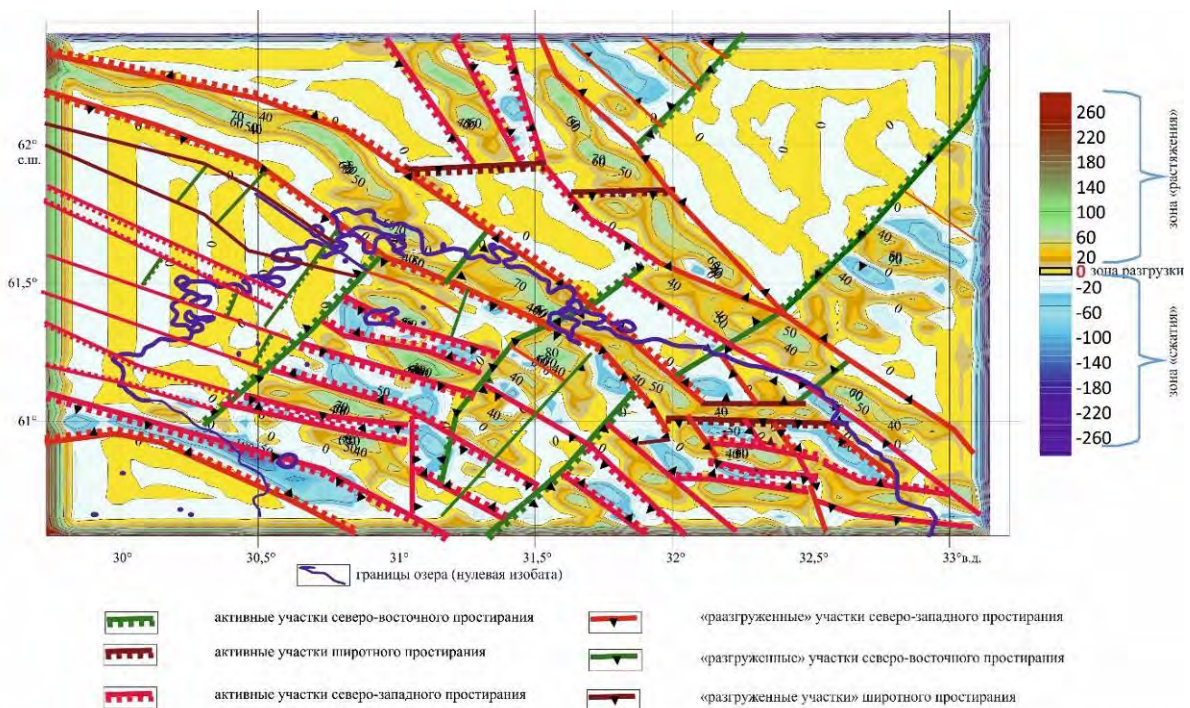 62°
с.ш.
61,5°
61°
30°
30,5°
31°
31,5°
32°
32,5°
33°в.д.
260
220
180
140
100
60
20
0 зона разгрузки
-20
-60
-100
-140
-180
-220
-260
зона «растяжения»
зона «сжатия»
границы озера (нулевая изобата)
активные участки северо-восточного простирания
активные участки широтного простирания
активные участки северо-западного простирания
«раазгруженные» участки северо-западного простирания
«разгруженные» участки северо-восточного простирания
«разгруженные участки» широтного простирания